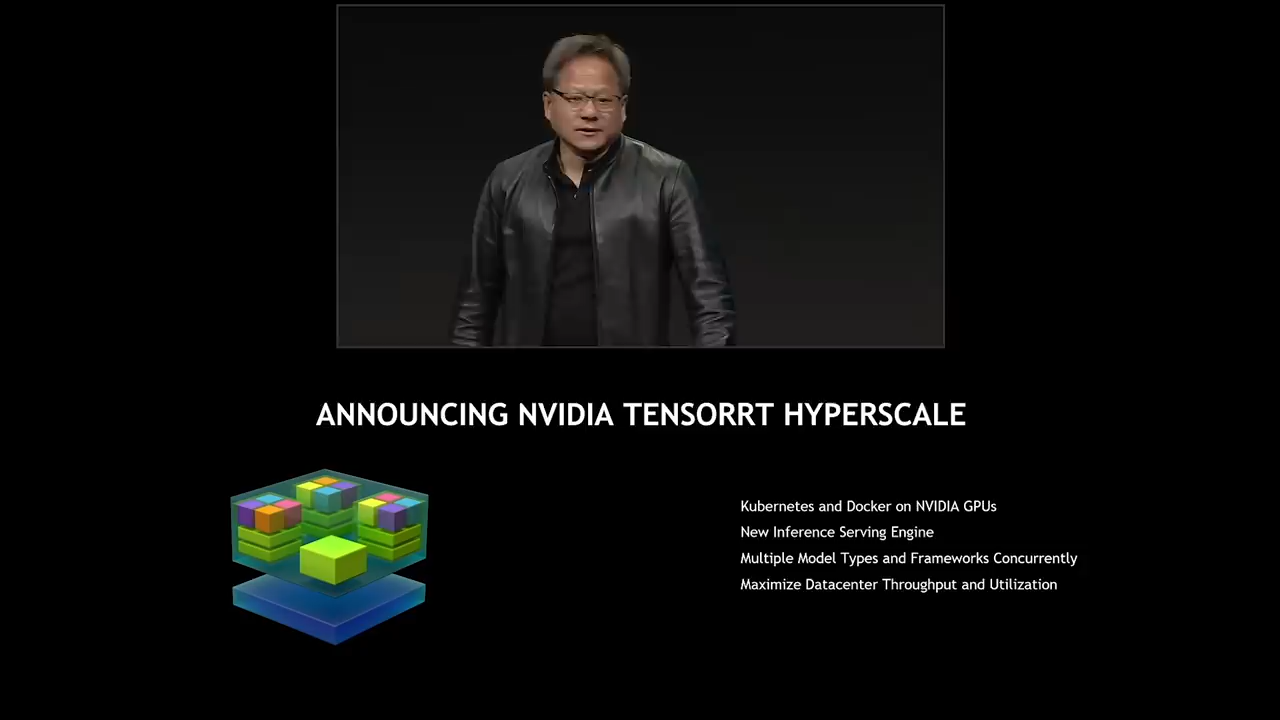 ANNOUNCING NVIDIA TENSORRT HYPERSCALE
Kubernetes and Docker on NVIDIA GPUs
New Inference Serving Engine
Multiple Model Types and Frameworks Concurrently
Maximize Datacenter Throughput and Utilization